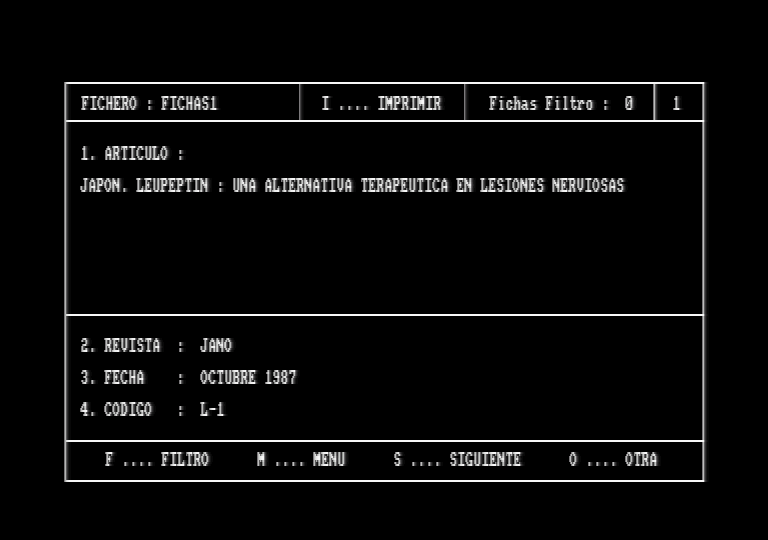 FICHERO : FICHAS1 I .... IMPRIMIR Fichas Filtro : 0 1
1. ARTICULO :
JAPON. LEUPEPTIN : UNA ALTERNATIVA TERAPEUTICA EN LESIONES NERVIOSAS
2. REVISTA : JANO
3. FECHA : OCTUBRE 1987
4. CODIGO : L-1
F .... FILTRO M .... MENU S .... SIGUIENTE O .... OTRA